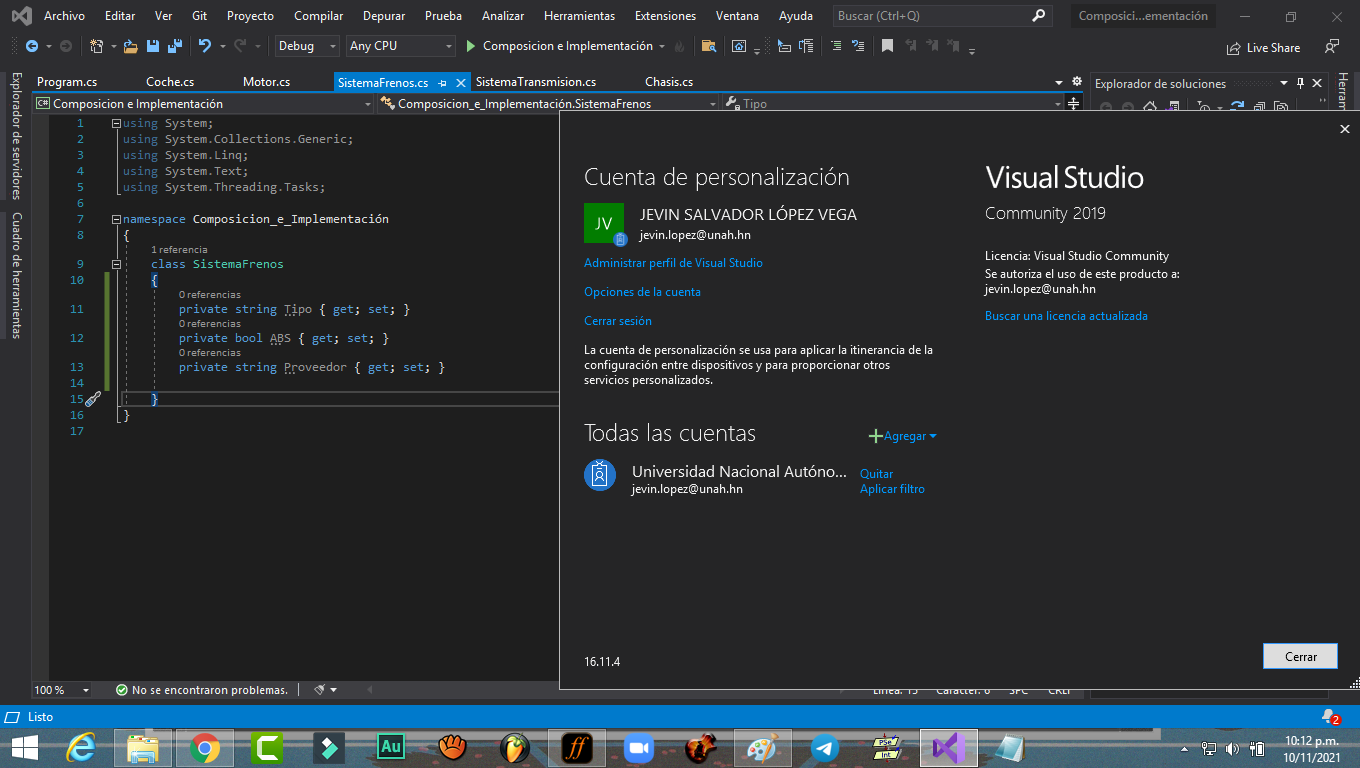 Archivo Editar Ver Git Proyecto Compilar Depurar Prueba Analizar Herramientas Extensiones Ventana Ayuda Buscar (Ctrl+Q) Composici...ementación
Debug Any CPU Composicion e Implementación Live Share
Program.cs Coche.cs Motor.cs SistemaFrenos.cs SistemaTransmision.cs Chasis.cs
Explorador de soluciones
Explorador de servidores
Cuadro de herramientas
Composicion e Implementación Composicion_e_Implementación.SistemaFrenos Tipo
1 using System;
2 using System.Collections.Generic;
3 using System.Linq;
4 using System.Text;
5 using System.Threading.Tasks;
6
7 namespace Composicion_e_Implementación
8 {
1 referencia
9 class SistemaFrenos
10 {
0 referencias
11 private string Tipo { get; set; }
0 referencias
12 private bool ABS { get; set; }
0 referencias
13 private string Proveedor { get; set; }
14
15 }
16 }
17
100 % No se encontraron problemas.
Cuenta de personalización
JV
JEVIN SALVADOR LÓPEZ VEGA
jevin.lopez@unah.hn
Administrar perfil de Visual Studio
Opciones de la cuenta
Cerrar sesión
La cuenta de personalización se usa para aplicar la itinerancia de la
configuración entre dispositivos y para proporcionar otros
servicios personalizados.
Todas las cuentas
Agregar
Universidad Nacional Autóno...
jevin.lopez@unah.hn
Quitar
Aplicar filtro
16.11.4
Visual Studio
Community 2019
Licencia: Visual Studio Community
Se autoriza el uso de este producto a:
jevin.lopez@unah.hn
Buscar una licencia actualizada
Cerrar
Listo
2
Au
ff
PSe
Int
10:12 p.m.
10/11/2021